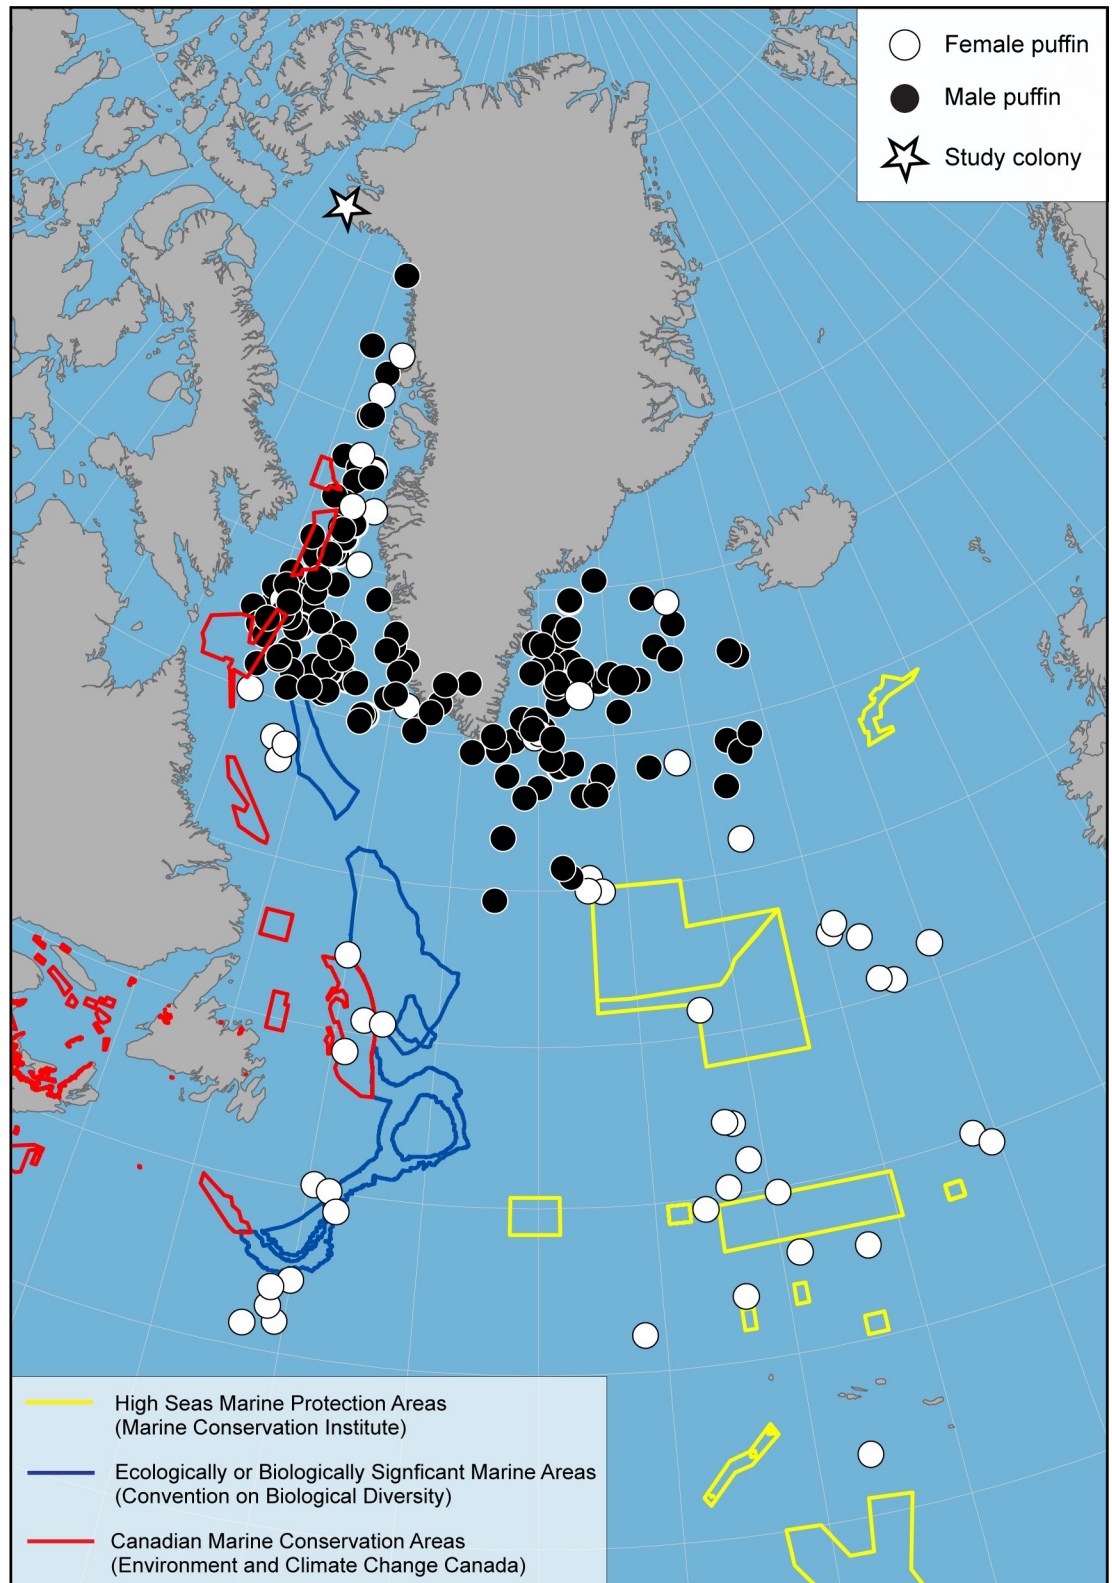 Female puffin
Male puffin
Study colony
High Seas Marine Protection Areas
(Marine Conservation Institute)
Ecologically or Biologically Signficant Marine Areas
(Convention on Biological Diversity)
Canadian Marine Conservation Areas
(Environment and Climate Change Canada)